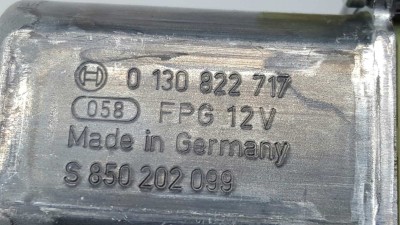 0 130 822 717
058 FPG 12V
Made in Germany
S 850 202 099